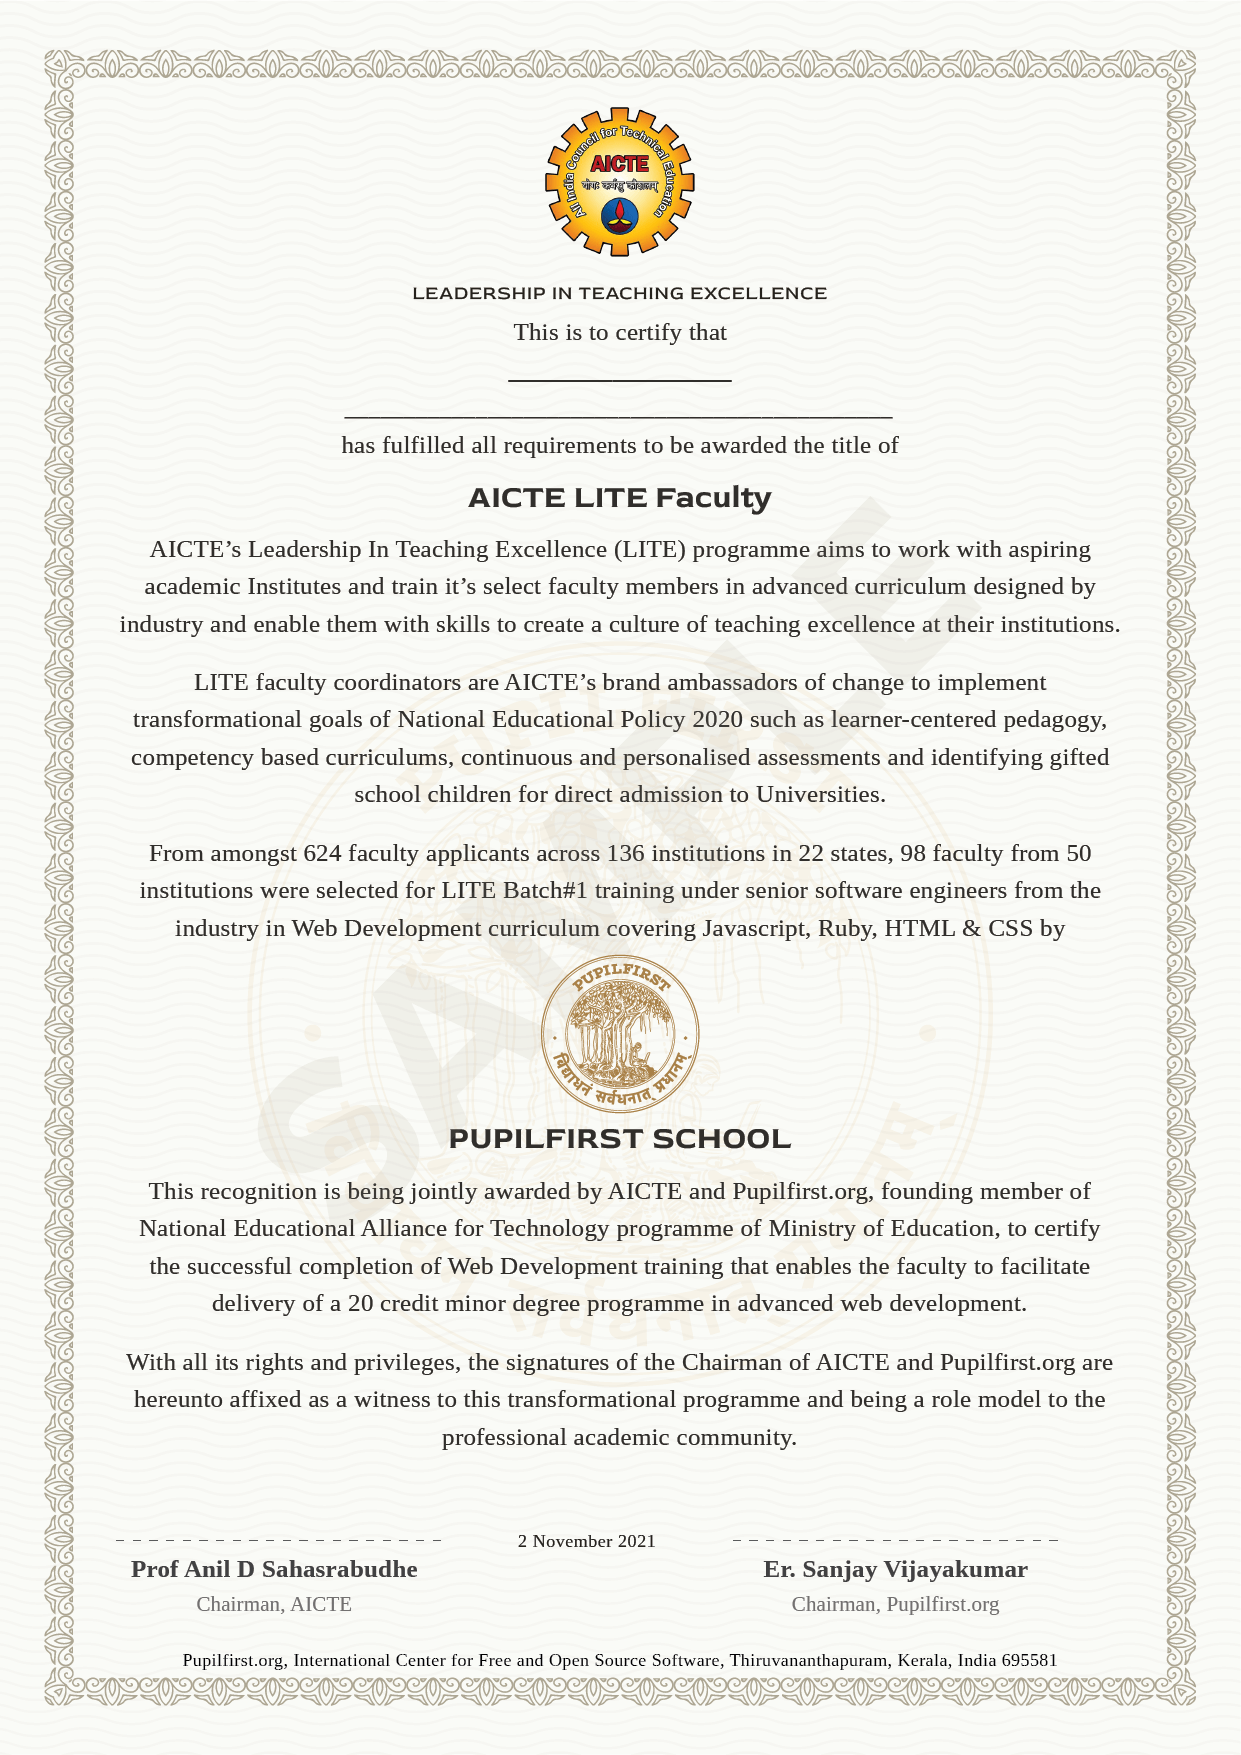 All India Council for Technical Education
AICTE
योगः कर्मसु कौशलम्
LEADERSHIP IN TEACHING EXCELLENCE
This is to certify that
has fulfilled all requirements to be awarded the title of
AICTE LITE Faculty
AICTE’s Leadership In Teaching Excellence (LITE) programme aims to work with aspiring
academic Institutes and train it’s select faculty members in advanced curriculum designed by
industry and enable them with skills to create a culture of teaching excellence at their institutions.
LITE faculty coordinators are AICTE’s brand ambassadors of change to implement
transformational goals of National Educational Policy 2020 such as learner-centered pedagogy,
competency based curriculums, continuous and personalised assessments and identifying gifted
school children for direct admission to Universities.
From amongst 624 faculty applicants across 136 institutions in 22 states, 98 faculty from 50
institutions were selected for LITE Batch#1 training under senior software engineers from the
industry in Web Development curriculum covering Javascript, Ruby, HTML & CSS by
SAMPLE
PUPILFIRST
विद्याधनं सर्वधनात् प्रधानम्
PUPILFIRST SCHOOL
This recognition is being jointly awarded by AICTE and Pupilfirst.org, founding member of
National Educational Alliance for Technology programme of Ministry of Education, to certify
the successful completion of Web Development training that enables the faculty to facilitate
delivery of a 20 credit minor degree programme in advanced web development.
With all its rights and privileges, the signatures of the Chairman of AICTE and Pupilfirst.org are
hereunto affixed as a witness to this transformational programme and being a role model to the
professional academic community.
2 November 2021
Prof Anil D Sahasrabudhe
Chairman, AICTE
Er. Sanjay Vijayakumar
Chairman, Pupilfirst.org
Pupilfirst.org, International Center for Free and Open Source Software, Thiruvananthapuram, Kerala, India 695581